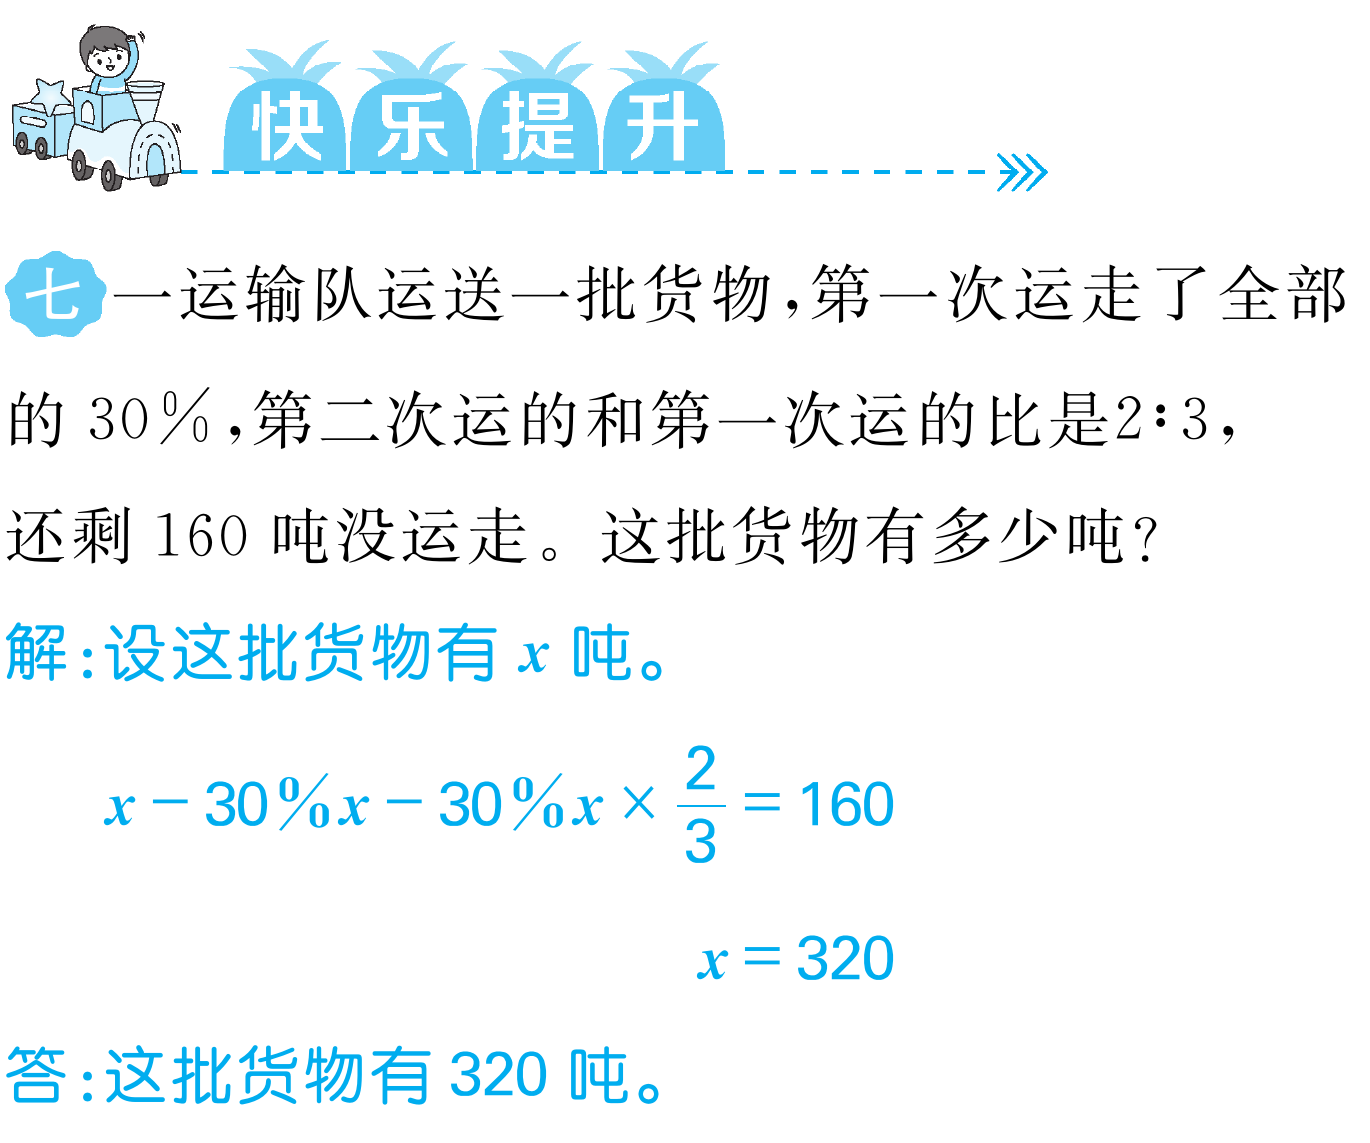 快乐提升
七 一运输队运送一批货物,第一次运走了全部
的 30%,第二次运的和第一次运的比是2∶3,
还剩 160 吨没运走。这批货物有多少吨?
解:设这批货物有 x 吨。
x − 30%x − 30%x × 2/3 = 160
x = 320
答:这批货物有 320 吨。